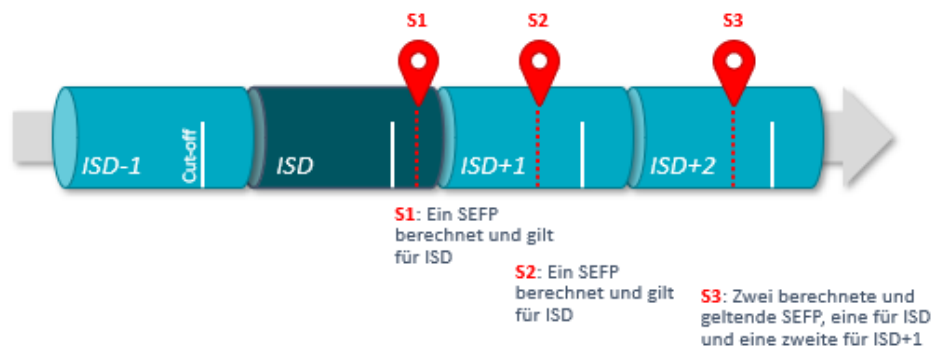 S1
S2
S3
ISD-1
Cut-off
ISD
ISD+1
ISD+2
S1: Ein SEFP
berechnet und gilt
für ISD
S2: Ein SEFP
berechnet und gilt
für ISD
S3: Zwei berechnete und
geltende SEFP, eine für ISD
und eine zweite für ISD+1